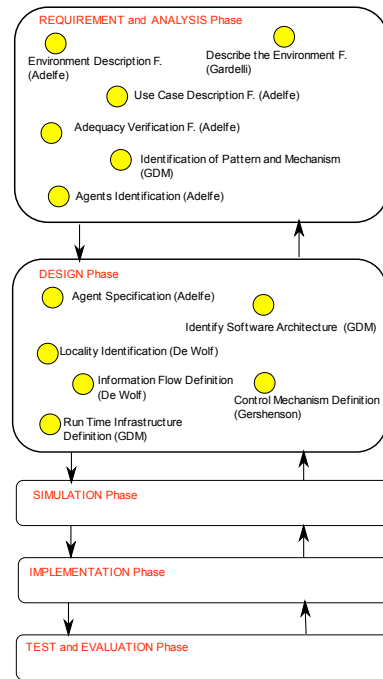 REQUIREMENT and ANALYSIS Phase
Environment Description F.
(Adelfe)
Describe the Environment F.
(Gardelli)
Use Case Description F. (Adelfe)
Adequacy Verification F. (Adelfe)
Identification of Pattern and Mechanism
(GDM)
Agents Identification (Adelfe)
DESIGN Phase
Agent Specification (Adelfe)
Identify Software Architecture (GDM)
Locality Identification (De Wolf)
Information Flow Definition
(De Wolf)
Control Mechanism Definition
(Gershenson)
Run Time Infrastructure
Definition (GDM)
SIMULATION Phase
IMPLEMENTATION Phase
TEST and EVALUATION Phase